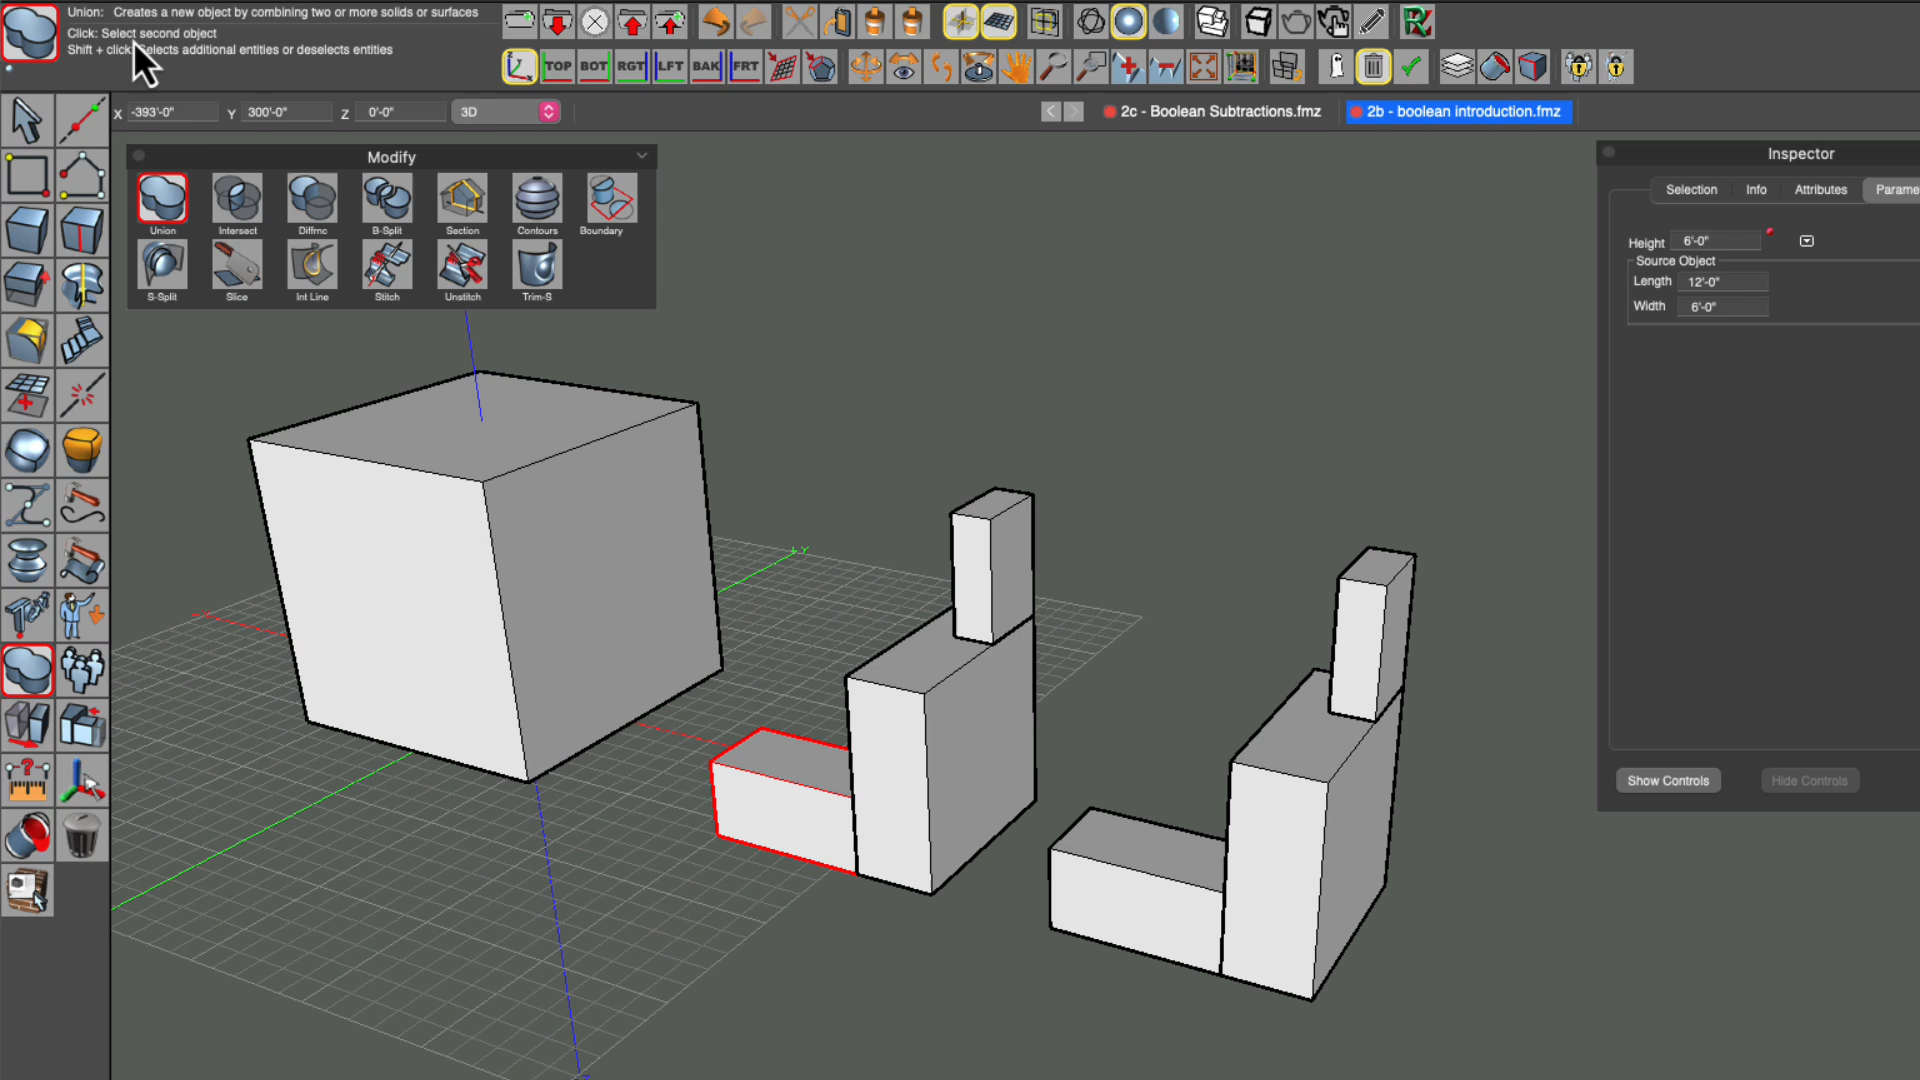 Union: Creates a new object by combining two or more solids or surfaces
Click: Select second object
Shift + click: Selects additional entities or deselects entities
TOP BOT RGT LFT BAK FRT
X -393'-0" Y 300'-0" Z 0'-0" 3D
2c - Boolean Subtractions.fmz
2b - boolean introduction.fmz
Modify
Union Intersect Diffrnc B-Split Section Contours Boundary
S-Split Slice Int Line Stitch Unstitch Trim-S
Inspector
Selection Info Attributes Parame
Height 6'-0"
Source Object
Length 12'-0"
Width 6'-0"
Show Controls Hide Controls
+Y